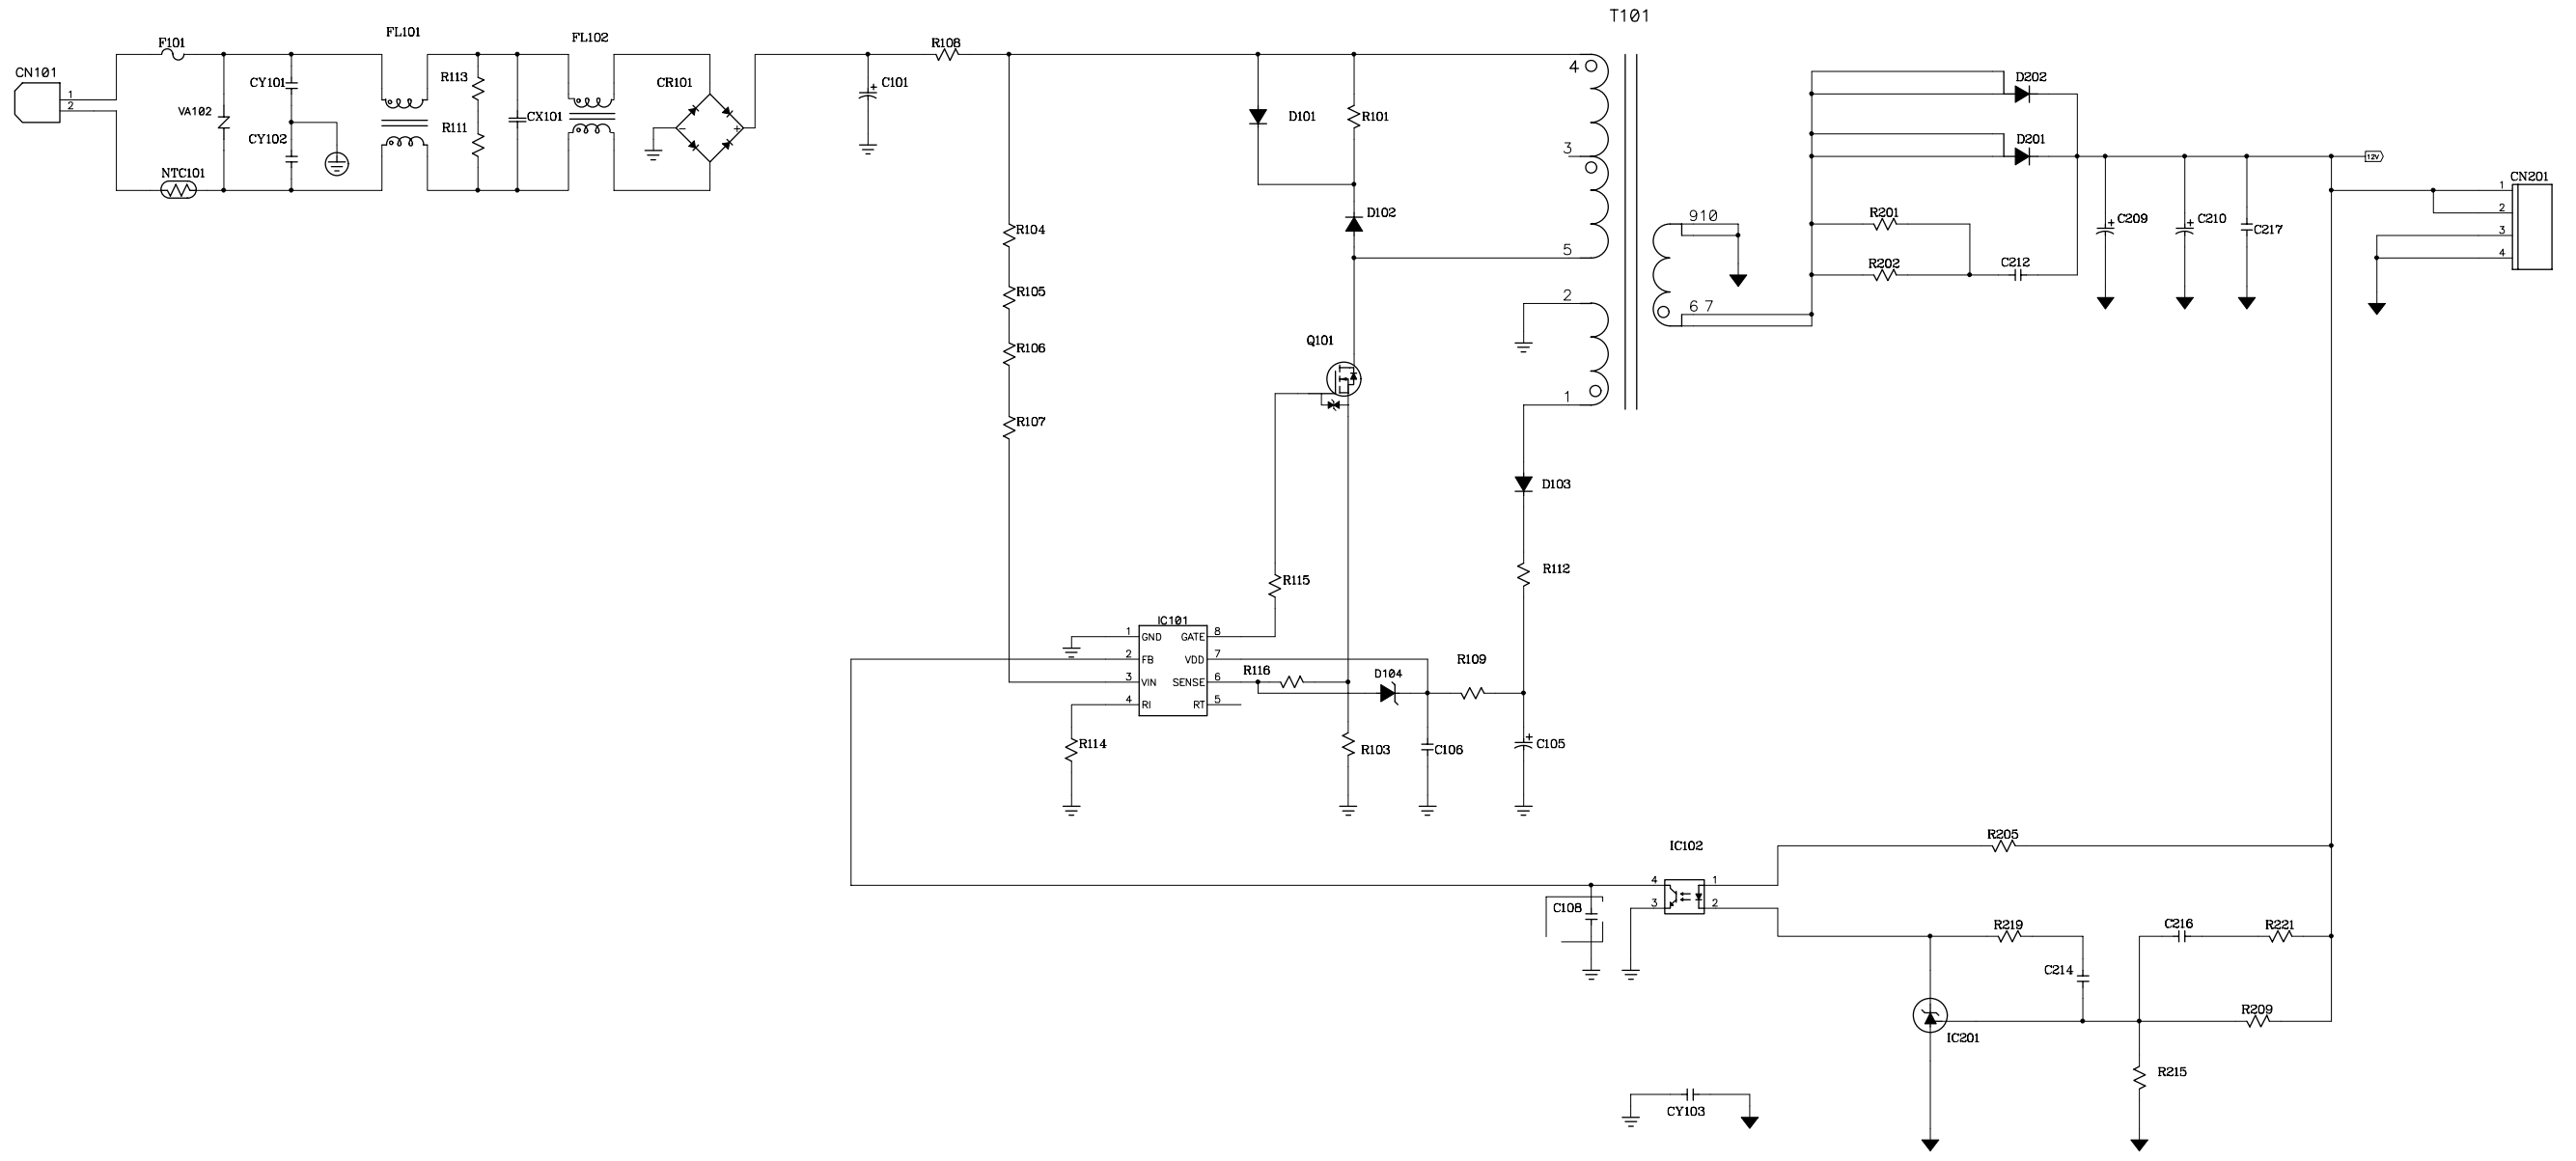 T101
F101
FL101
FL102
R108
CN101
1
2
CY101
R113
CR101
C101
4
D202
VA102
R111
CX101
D101
R101
CY102
D201
3
12V
NTC101
CN201
1
2
3
4
D102
910
R201
C209
C210
C217
R104
5
R202
C212
R105
2
6 7
Q101
R106
1
R107
D103
R112
R115
IC101
1 GND GATE 8
2 FB VDD 7
3 VIN SENSE 6
4 RI RT 5
R116
R109
D104
R114
R103
C106
C105
R205
IC102
4
1
3
2
C108
R219
C216
R221
C214
R209
IC201
R215
CY103